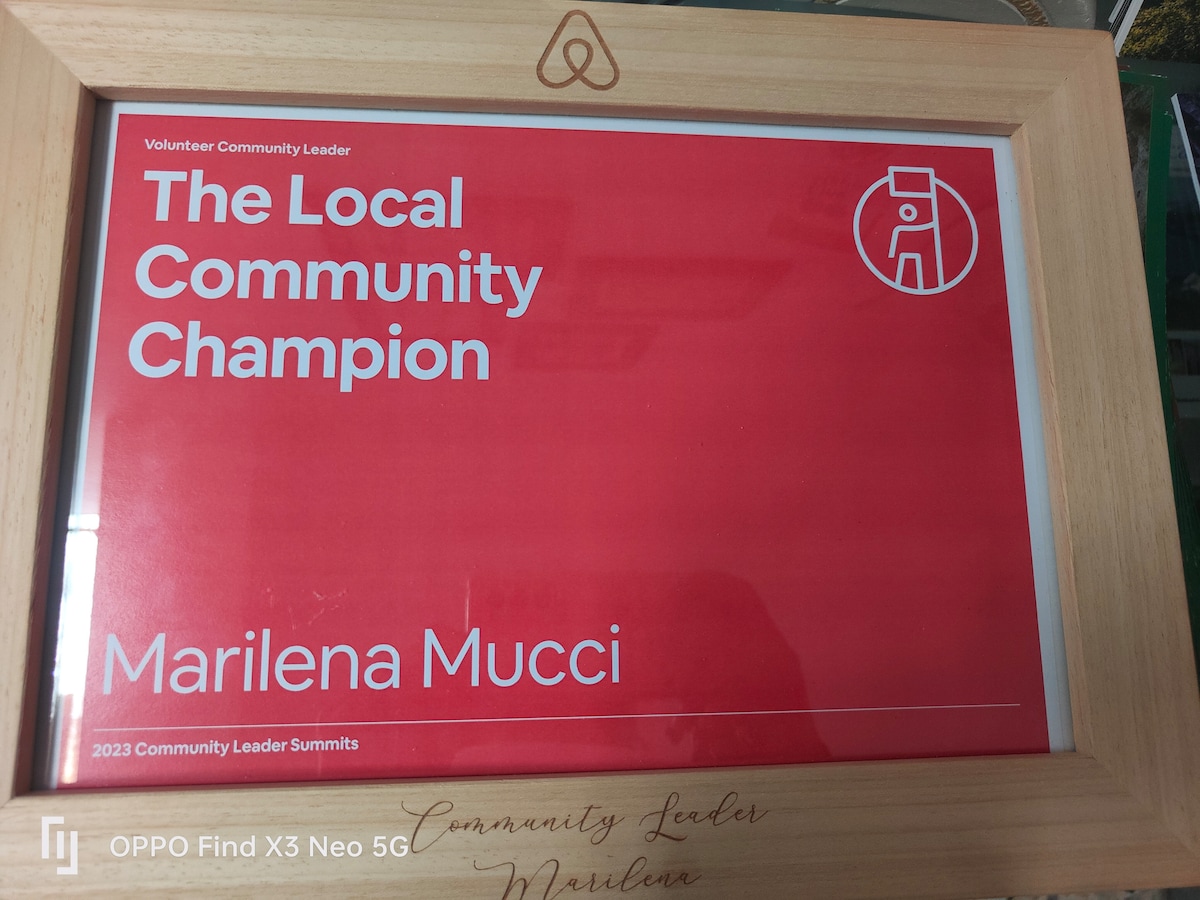 Volunteer Community Leader
The Local
Community
Champion
Marilena Mucci
2023 Community Leader Summits
Community Leader
Marilena
OPPO Find X3 Neo 5G